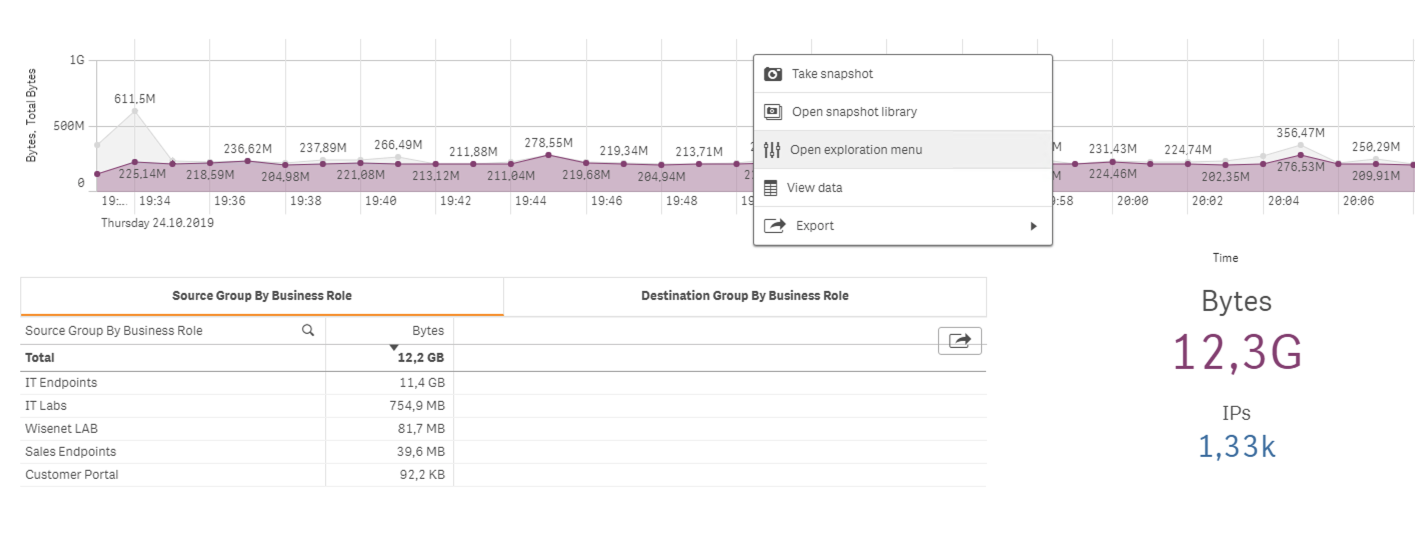 Bytes, Total Bytes
1G
500M
0
611,5M
236,62M 237,89M 266,49M 211,88M 278,55M 219,34M 213,71M 231,43M 224,74M 356,47M 250,29M
225,14M 218,59M 204,98M 221,08M 213,12M 211,04M 219,68M 204,94M 224,46M 202,35M 276,53M 209,91M
19:... 19:34 19:36 19:38 19:40 19:42 19:44 19:46 19:48 20:00 20:02 20:04 20:06
Thursday 24.10.2019
Take snapshot
Open snapshot library
Open exploration menu
View data
Export
Time
Source Group By Business Role Destination Group By Business Role
Source Group By Business Role Bytes
Total 12,2 GB
IT Endpoints 11,4 GB
IT Labs 754,9 MB
Wisenet LAB 81,7 MB
Sales Endpoints 39,6 MB
Customer Portal 92,2 KB
Bytes
12,3G
IPs
1,33k